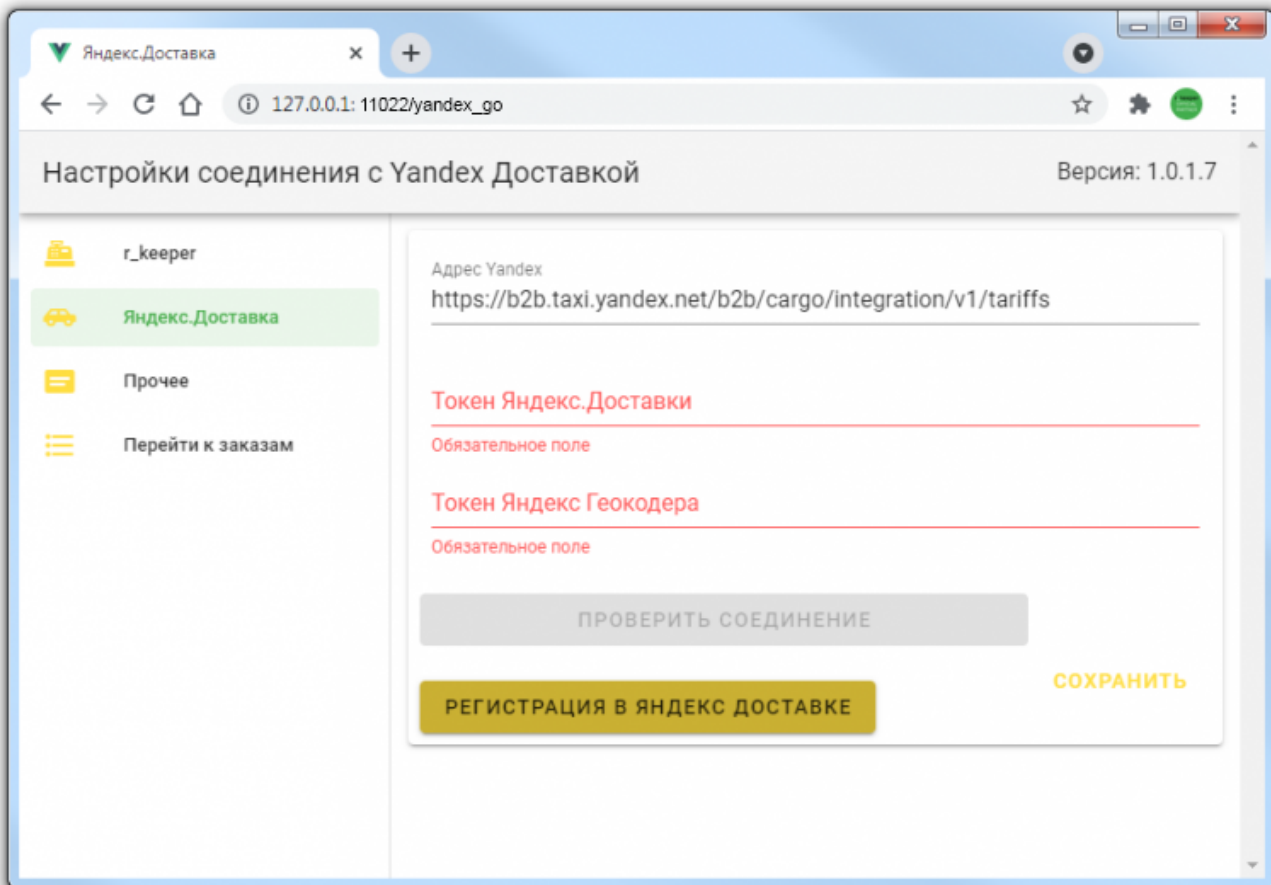 Яндекс.Доставка
127.0.0.1: 11022/yandex_go
Настройки соединения с Yandex Доставкой
Версия: 1.0.1.7
r_keeper
Яндекс.Доставка
Прочее
Перейти к заказам
Адрес Yandex
https://b2b.taxi.yandex.net/b2b/cargo/integration/v1/tariffs
Токен Яндекс.Доставки
Обязательное поле
Токен Яндекс Геокодера
Обязательное поле
ПРОВЕРИТЬ СОЕДИНЕНИЕ
СОХРАНИТЬ
РЕГИСТРАЦИЯ В ЯНДЕКС ДОСТАВКЕ